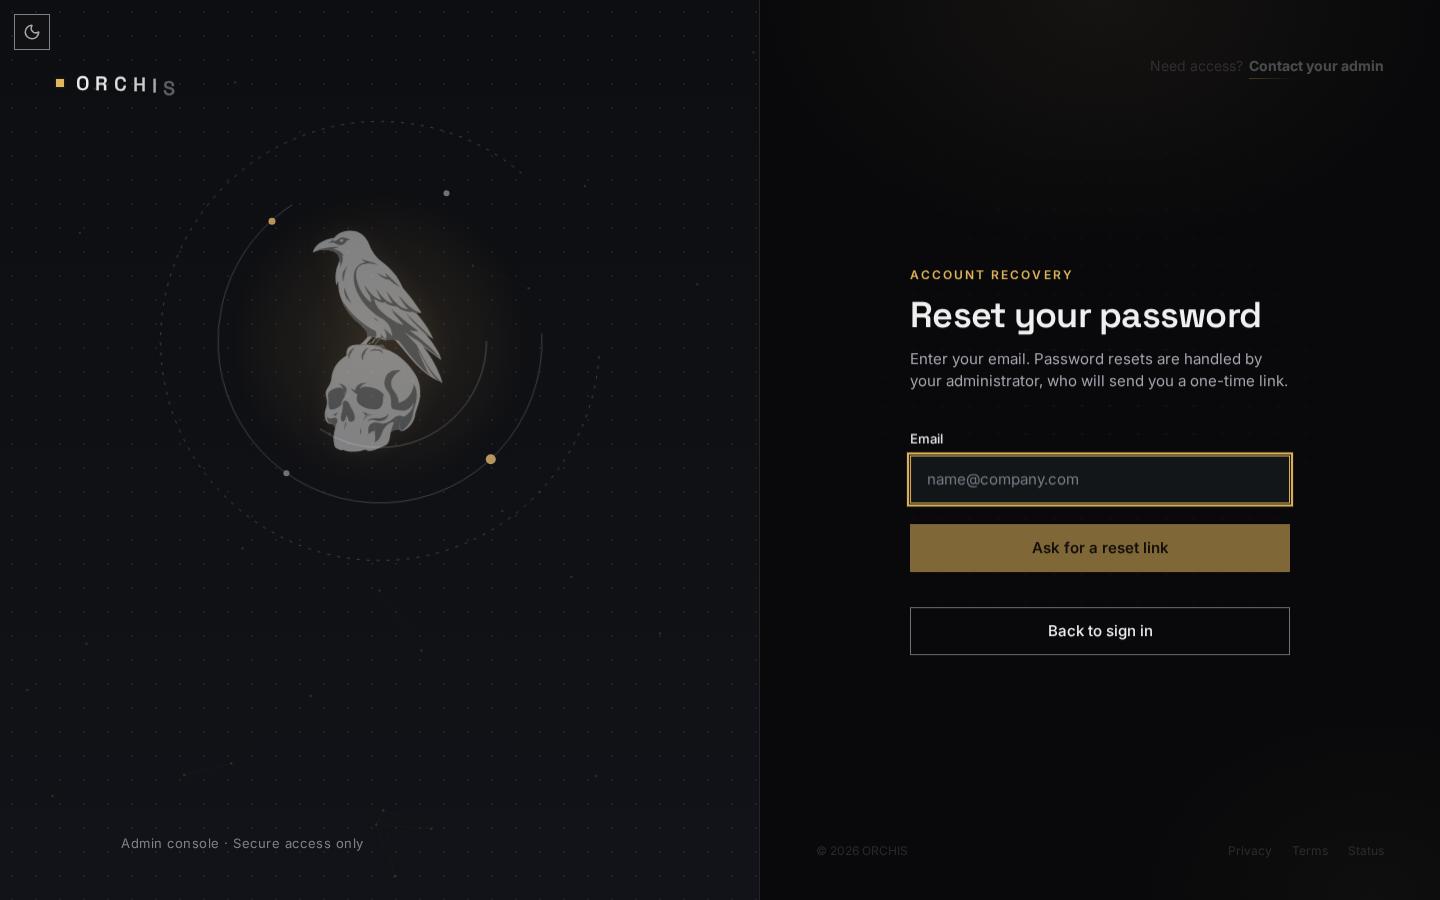 ORCHIS
Need access? Contact your admin
ACCOUNT RECOVERY
Reset your password
Enter your email. Password resets are handled by
your administrator, who will send you a one-time link.
Email
name@company.com
Ask for a reset link
Back to sign in
Admin console · Secure access only
© 2026 ORCHIS
Privacy Terms Status